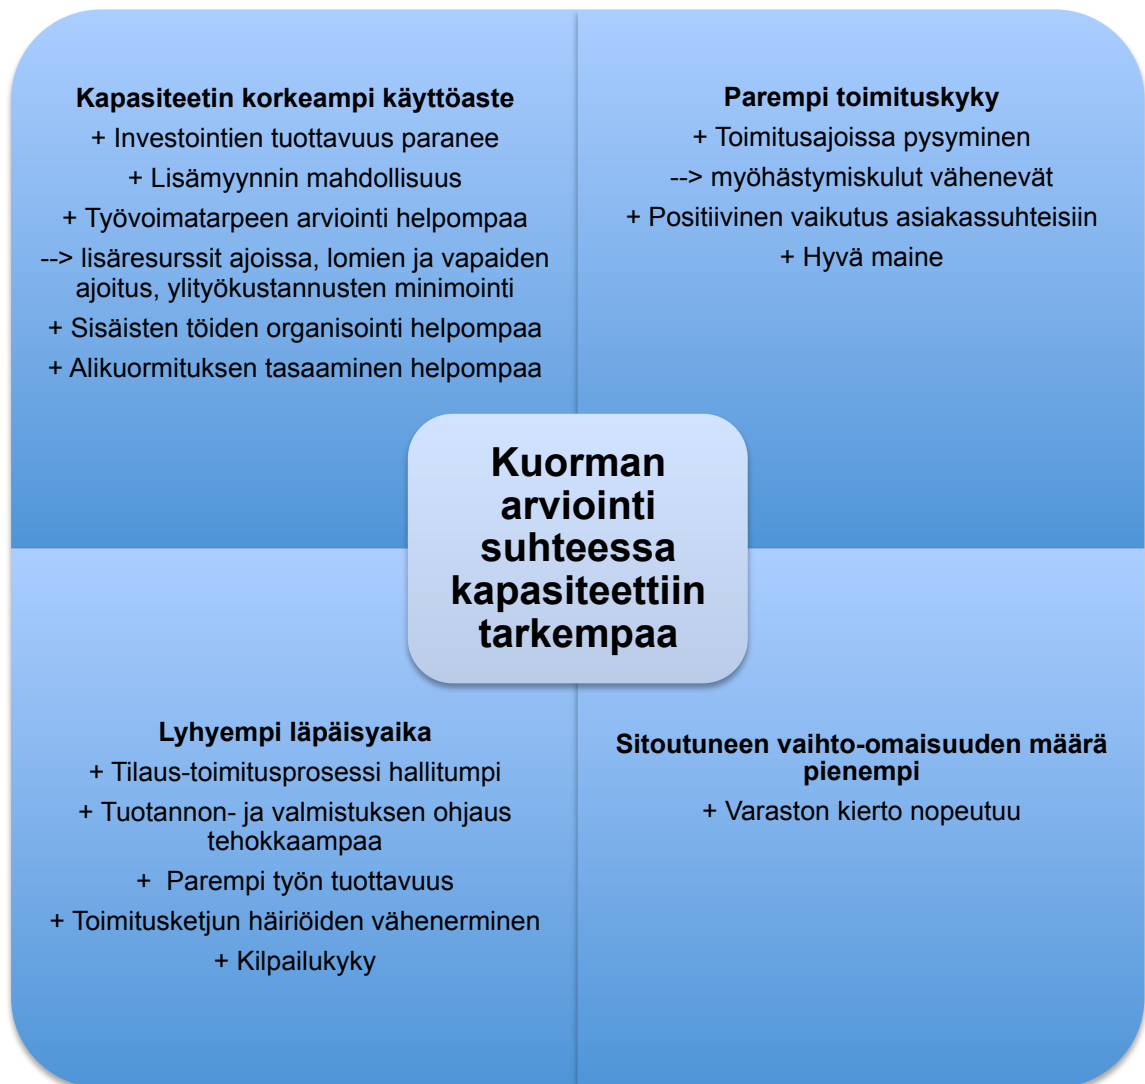 Kapasiteetin korkeampi käyttöaste
+ Investointien tuottavuus paranee
+ Lisämyynnin mahdollisuus
+ Työvoimatarpeen arviointi helpompaa
--> lisäresurssit ajoissa, lomien ja vapaiden
ajoitus, ylityökustannusten minimointi
+ Sisäisten töiden organisointi helpompaa
+ Alikuormituksen tasaaminen helpompaa
Parempi toimituskyky
+ Toimitusajoissa pysyminen
--> myöhästymiskulut vähenevät
+ Positiivinen vaikutus asiakassuhteisiin
+ Hyvä maine
Kuorman
arviointi
suhteessa
kapasiteettiin
tarkempaa
Lyhyempi läpäisyaika
+ Tilaus-toimitusprosessi hallitumpi
+ Tuotannon- ja valmistuksen ohjaus
tehokkaampaa
+ Parempi työn tuottavuus
+ Toimitusketjun häiriöiden vähenerminen
+ Kilpailukyky
Sitoutuneen vaihto-omaisuuden määrä
pienempi
+ Varaston kierto nopeutuu